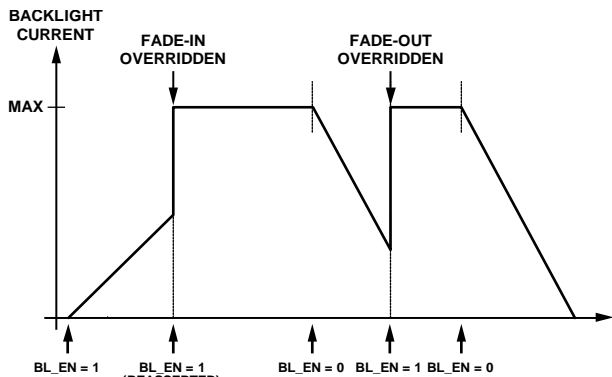 BACKLIGHT
CURRENT
FADE-IN
OVERRIDDEN
FADE-OUT
OVERRIDDEN
MAX
BL_EN = 1
BL_EN = 1
BL_EN = 0
BL_EN = 1
BL_EN = 0